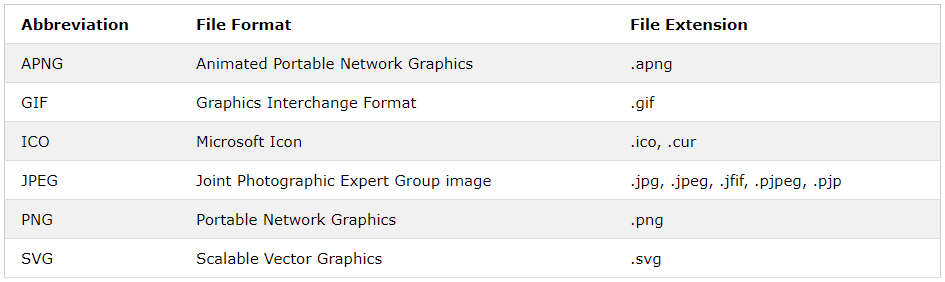 Abbreviation File Format File Extension
APNG Animated Portable Network Graphics .apng
GIF Graphics Interchange Format .gif
ICO Microsoft Icon .ico, .cur
JPEG Joint Photographic Expert Group image .jpg, .jpeg, .jfif, .pjpeg, .pjp
PNG Portable Network Graphics .png
SVG Scalable Vector Graphics .svg